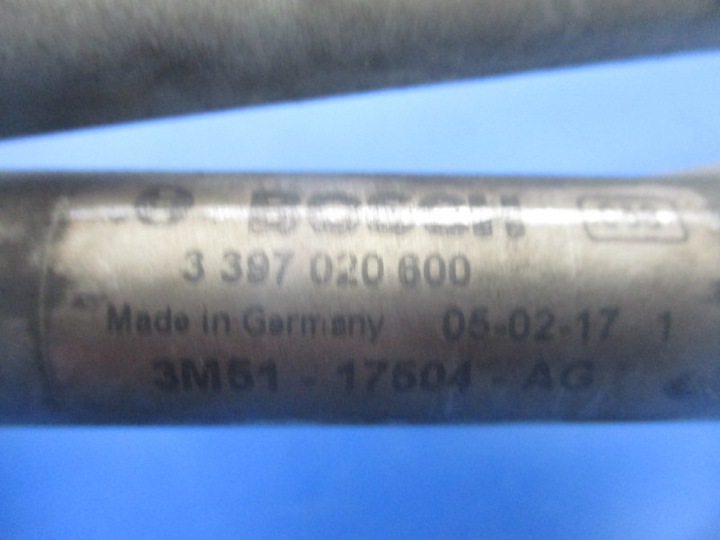 BOSCH
3 397 020 600
Made in Germany 05-02-17 1
3M51 - 17504 - AG